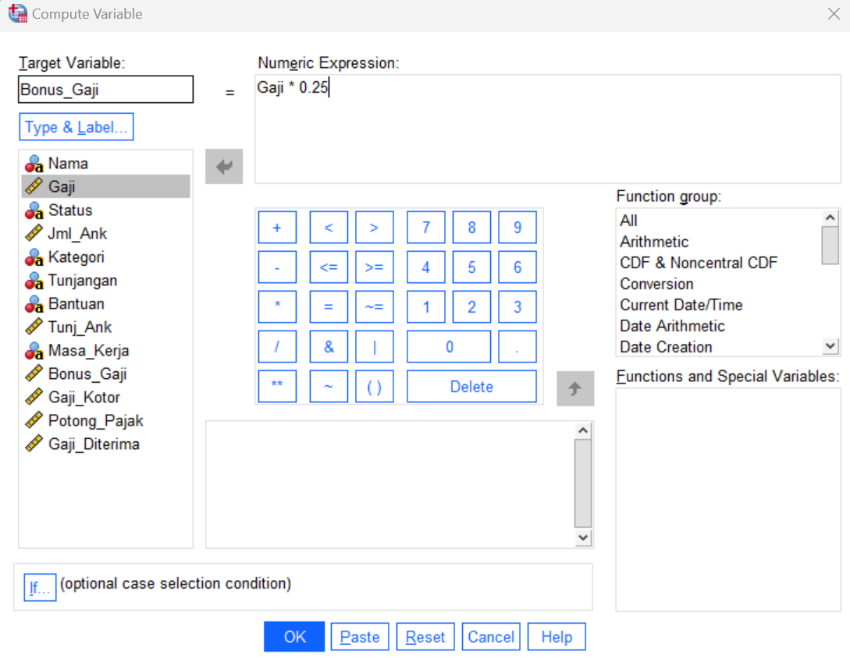 Compute Variable
Target Variable:
Bonus_Gaji
=
Numeric Expression:
Gaji * 0.25
Type & Label...
Nama
Gaji
Status
Jml_Ank
Kategori
Tunjangan
Bantuan
Tunj_Ank
Masa_Kerja
Bonus_Gaji
Gaji_Kotor
Potong_Pajak
Gaji_Diterima
+ < > 7 8 9
- <= >= 4 5 6
* = ~= 1 2 3
/ & | 0 .
** ~ ( ) Delete
Function group:
All
Arithmetic
CDF & Noncentral CDF
Conversion
Current Date/Time
Date Arithmetic
Date Creation
Functions and Special Variables:
If... (optional case selection condition)
OK Paste Reset Cancel Help